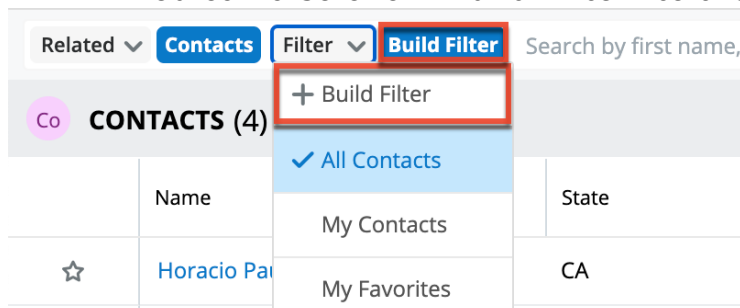 Related Contacts Filter Build Filter Search by first name,
+ Build Filter
Co CONTACTS (4)
All Contacts
Name State
My Contacts
Horacio CA
My Favorites